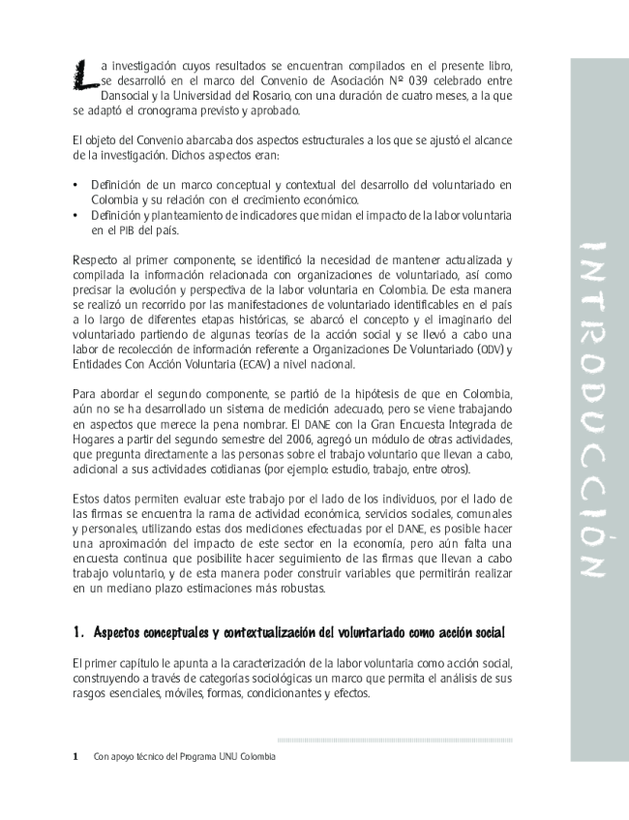 La investigación cuyos resultados se encuentran compilados en el presente libro,
se desarrolló en el marco del Convenio de Asociación Nº 039 celebrado entre
Dansocial y la Universidad del Rosario, con una duración de cuatro meses, a la que
se adaptó el cronograma previsto y aprobado.
El objeto del Convenio abarcaba dos aspectos estructurales a los que se ajustó el alcance
de la investigación. Dichos aspectos eran:
• Definición de un marco conceptual y contextual del desarrollo del voluntariado en
Colombia y su relación con el crecimiento económico.
• Definición y planteamiento de indicadores que midan el impacto de la labor voluntaria
en el PIB del país.
Respecto al primer componente, se identificó la necesidad de mantener actualizada y
compilada la información relacionada con organizaciones de voluntariado, así como
precisar la evolución y perspectiva de la labor voluntaria en Colombia. De esta manera
se realizó un recorrido por las manifestaciones de voluntariado identificables en el país
a lo largo de diferentes etapas históricas, se abarcó el concepto y el imaginario del
voluntariado partiendo de algunas teorías de la acción social y se llevó a cabo una
labor de recolección de información referente a Organizaciones De Voluntariado (ODV) y
Entidades Con Acción Voluntaria (ECAV) a nivel nacional.
Para abordar el segundo componente, se partió de la hipótesis de que en Colombia,
aún no se ha desarrollado un sistema de medición adecuado, pero se viene trabajando
en aspectos que merece la pena nombrar. El DANE con la Gran Encuesta Integrada de
Hogares a partir del segundo semestre del 2006, agregó un módulo de otras actividades,
que pregunta directamente a las personas sobre el trabajo voluntario que llevan a cabo,
adicional a sus actividades cotidianas (por ejemplo: estudio, trabajo, entre otros).
Estos datos permiten evaluar este trabajo por el lado de los individuos, por el lado de
las firmas se encuentra la rama de actividad económica, servicios sociales, comunales
y personales, utilizando estas dos mediciones efectuadas por el DANE, es posible hacer
una aproximación del impacto de este sector en la economía, pero aún falta una
encuesta continua que posibilite hacer seguimiento de las firmas que llevan a cabo
trabajo voluntario, y de esta manera poder construir variables que permitirán realizar
en un mediano plazo estimaciones más robustas.
1. Aspectos conceptuales y contextualización del voluntariado como acción social
El primer capítulo le apunta a la caracterización de la labor voluntaria como acción social,
construyendo a través de categorías sociológicas un marco que permita el análisis de sus
rasgos esenciales, móviles, formas, condicionantes y efectos.
1 Con apoyo técnico del Programa UNU Colombia
INTRODUCCIÓN